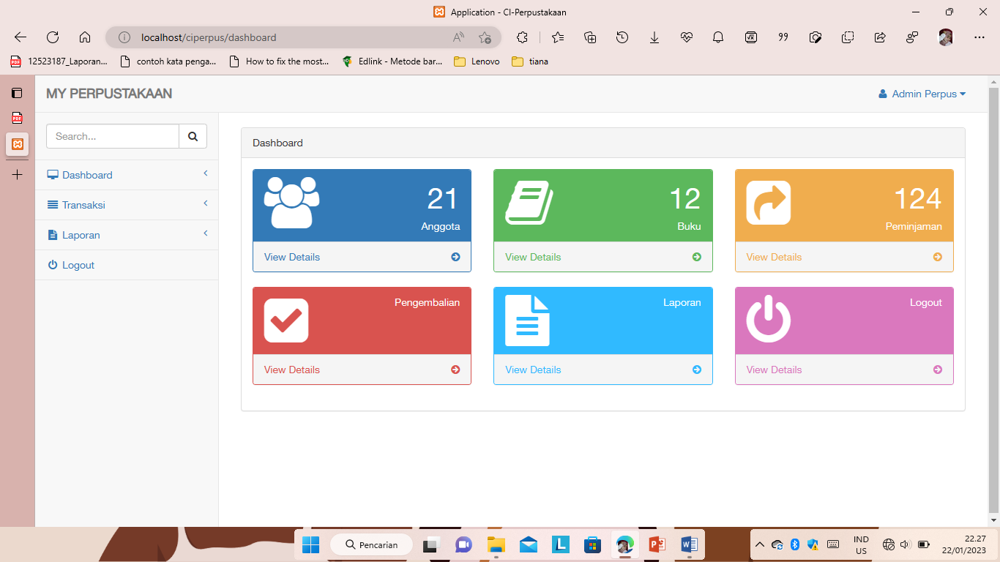 Application - CI-Perpustakaan
localhost/ciperpus/dashboard
12523187_Laporan...
contoh kata penga...
How to fix the most...
Edlink - Metode bar...
Lenovo
tiana
MY PERPUSTAKAAN
Admin Perpus
Search...
Dashboard
Transaksi
Laporan
Logout
Dashboard
21
Anggota
View Details
12
Buku
View Details
124
Peminjaman
View Details
Pengembalian
View Details
Laporan
View Details
Logout
View Details
Pencarian
IND
US
22.27
22/01/2023